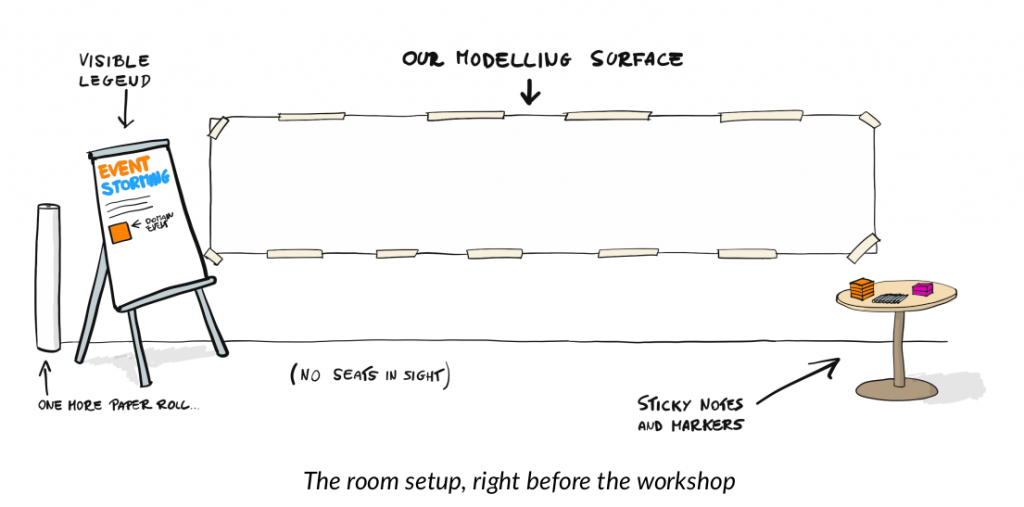 VISIBLE
LEGEND
OUR MODELLING SURFACE
EVENT
STORMING
DOMAIN
EVENT
(NO SEATS IN SIGHT)
ONE MORE PAPER ROLL...
STICKY NOTES
AND MARKERS
The room setup, right before the workshop